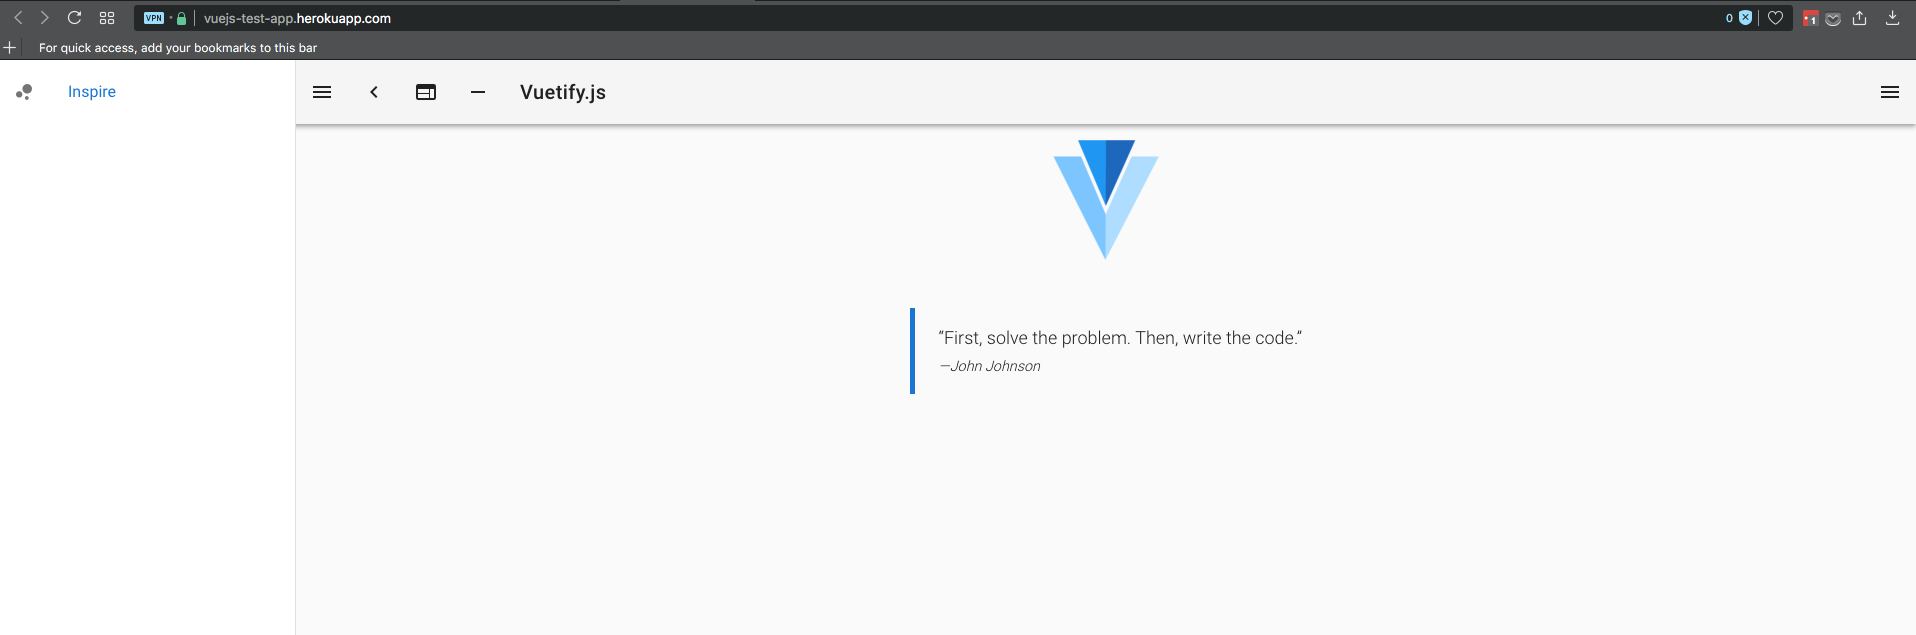 VPN
vuejs-test-app.herokuapp.com
0
1
For quick access, add your bookmarks to this bar
Inspire
Vuetify.js
“First, solve the problem. Then, write the code.”
—John Johnson